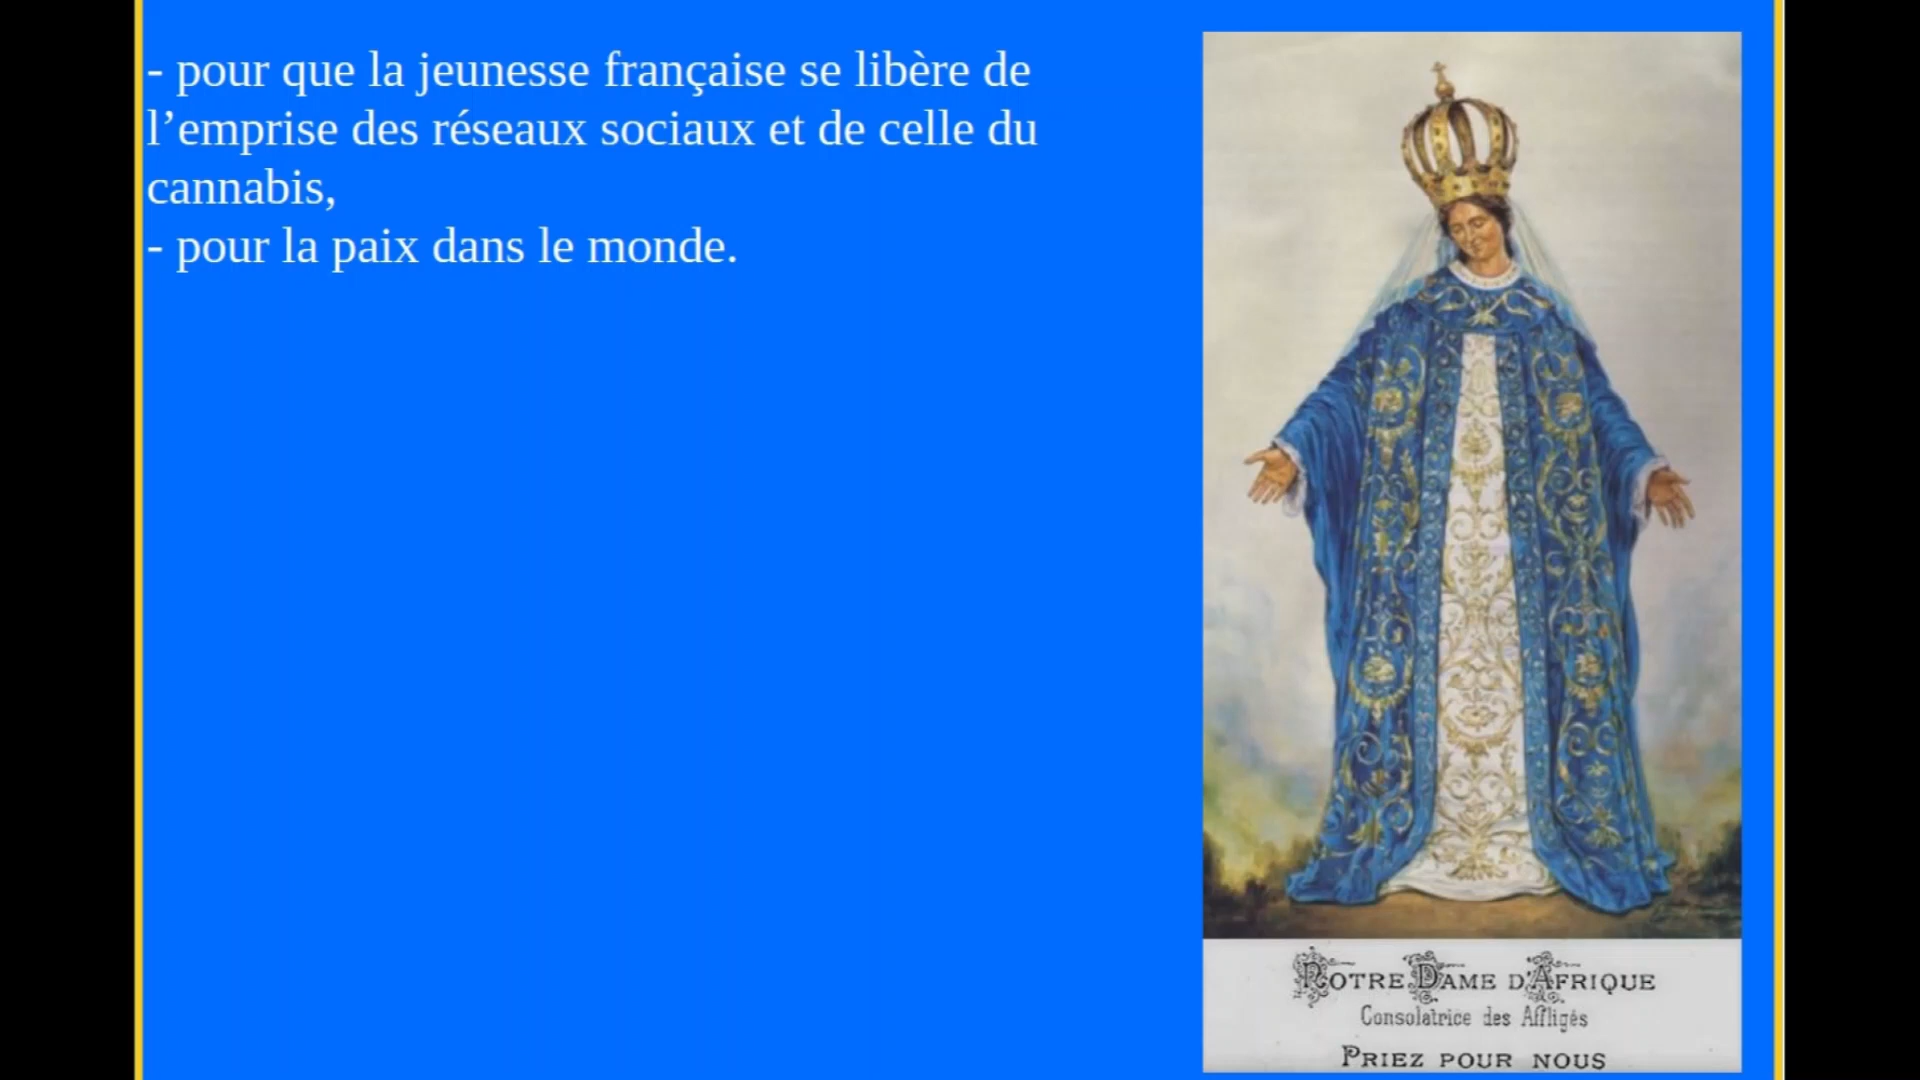 - pour que la jeunesse française se libère de
l’emprise des réseaux sociaux et de celle du
cannabis,
- pour la paix dans le monde.
Notre Dame d'Afrique
Consolatrice des Affligés
Priez pour nous